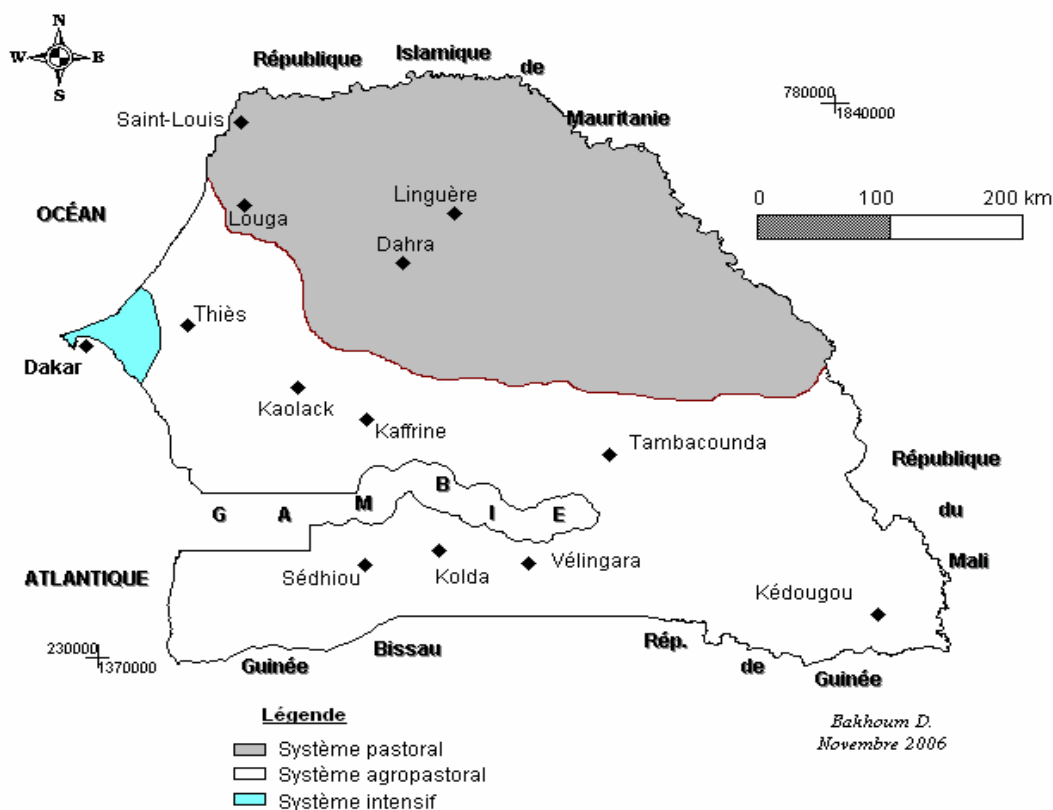 N
W E
S
République Islamique de
Mauritanie
780000
1840000
Saint-Louis
OCÉAN
Louga
Linguère
Dahra
0 100 200 km
Thiès
Dakar
Kaolack
Kaffrine
Tambacounda
République
du
Mali
G A M B I E
ATLANTIQUE
Sédhiou
Kolda
Vélingara
Kédougou
230000
1370000
Guinée Bissau
Rép. de Guinée
Légende
Système pastoral
Système agropastoral
Système intensif
Bakhoum D.
Novembre 2006